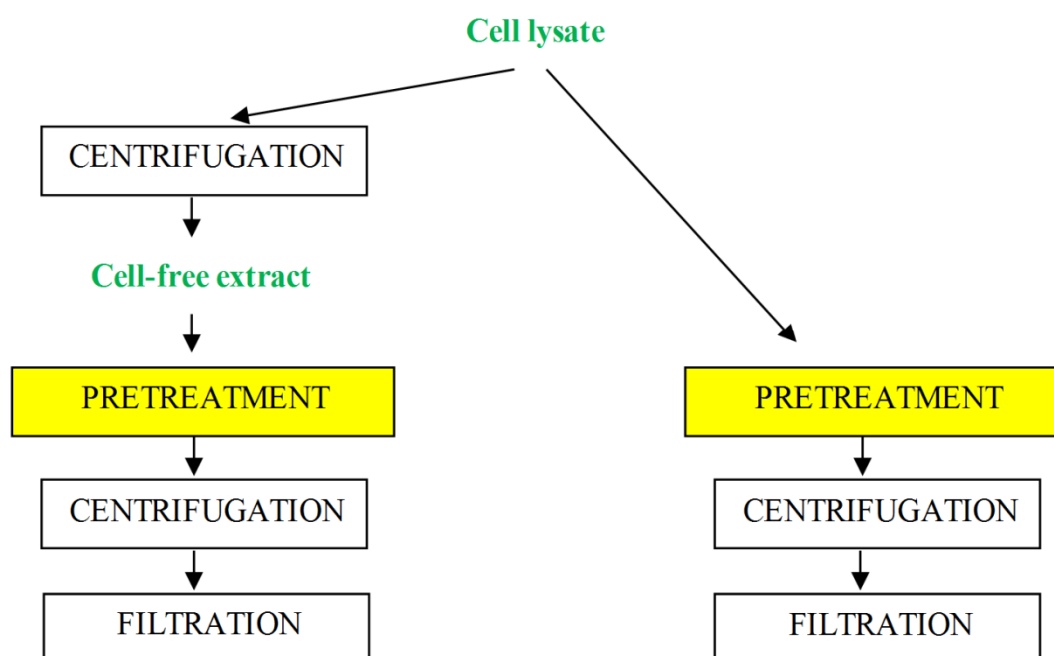 Cell lysate
CENTRIFUGATION
Cell-free extract
PRETREATMENT
CENTRIFUGATION
FILTRATION
PRETREATMENT
CENTRIFUGATION
FILTRATION